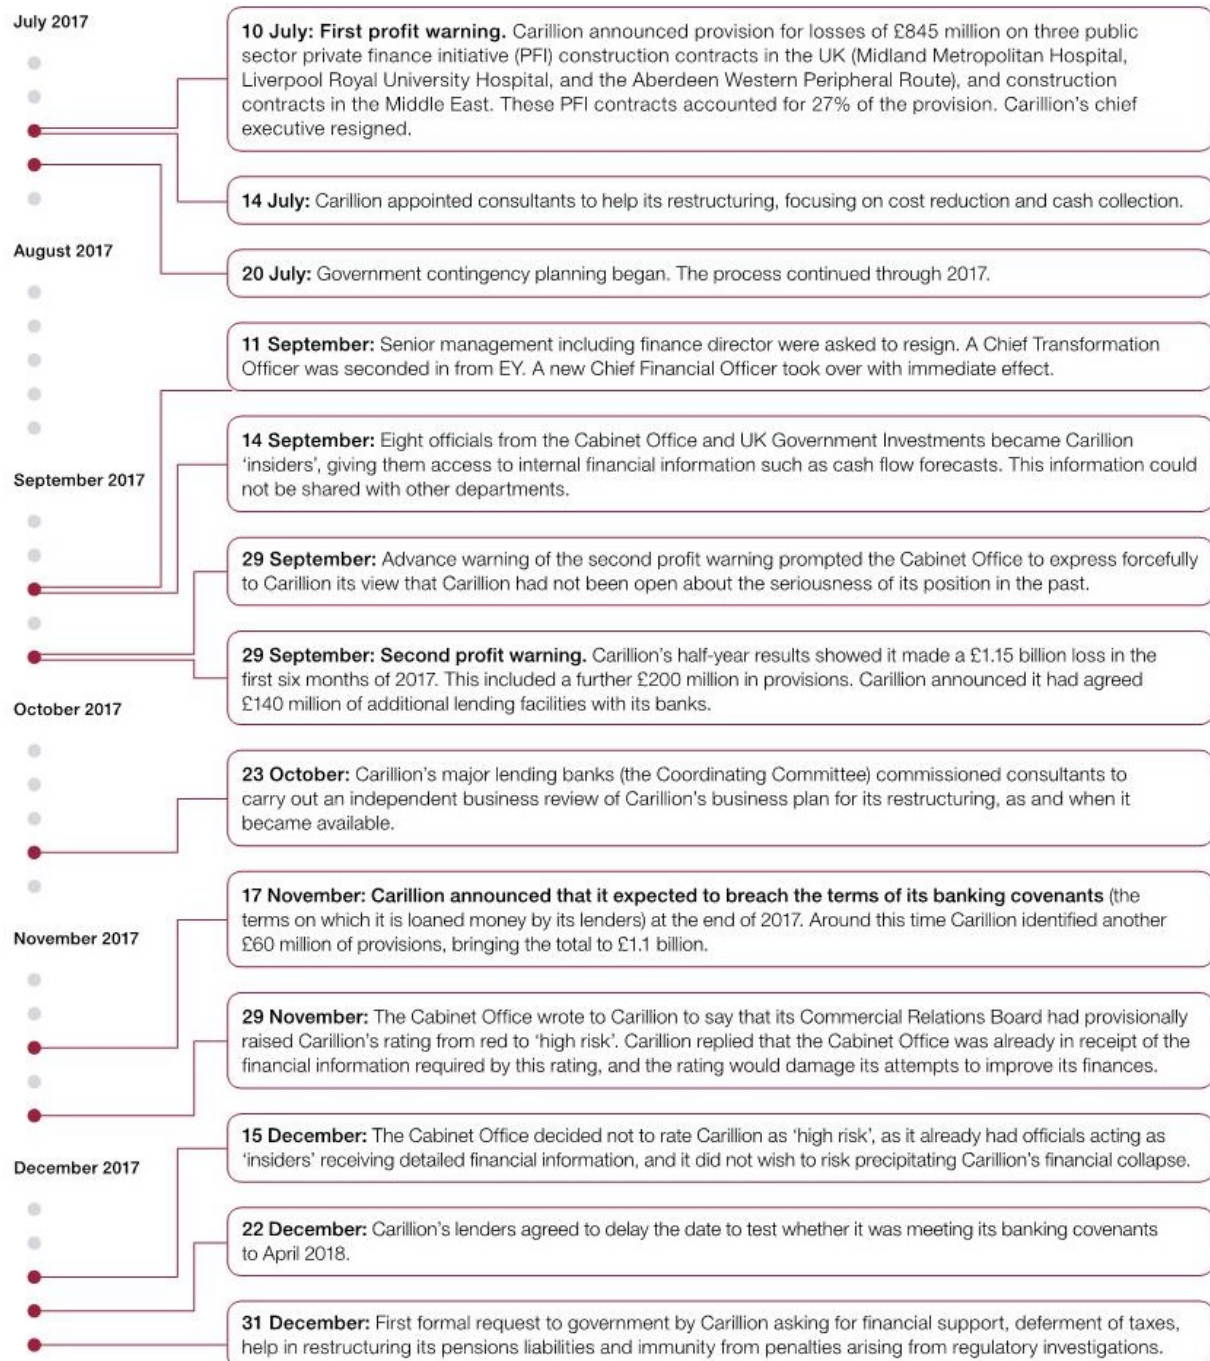 July 2017
10 July: First profit warning. Carillion announced provision for losses of £845 million on three public
sector private finance initiative (PFI) construction contracts in the UK (Midland Metropolitan Hospital,
Liverpool Royal University Hospital, and the Aberdeen Western Peripheral Route), and construction
contracts in the Middle East. These PFI contracts accounted for 27% of the provision. Carillion's chief
executive resigned.
14 July: Carillion appointed consultants to help its restructuring, focusing on cost reduction and cash collection.
August 2017
20 July: Government contingency planning began. The process continued through 2017.
11 September: Senior management including finance director were asked to resign. A Chief Transformation
Officer was seconded in from EY. A new Chief Financial Officer took over with immediate effect.
14 September: Eight officials from the Cabinet Office and UK Government Investments became Carillion
'insiders', giving them access to internal financial information such as cash flow forecasts. This information could
not be shared with other departments.
September 2017
29 September: Advance warning of the second profit warning prompted the Cabinet Office to express forcefully
to Carillion its view that Carillion had not been open about the seriousness of its position in the past.
29 September: Second profit warning. Carillion's half-year results showed it made a £1.15 billion loss in the
first six months of 2017. This included a further £200 million in provisions. Carillion announced it had agreed
£140 million of additional lending facilities with its banks.
October 2017
23 October: Carillion's major lending banks (the Coordinating Committee) commissioned consultants to
carry out an independent business review of Carillion's business plan for its restructuring, as and when it
became available.
17 November: Carillion announced that it expected to breach the terms of its banking covenants (the
terms on which it is loaned money by its lenders) at the end of 2017. Around this time Carillion identified another
£60 million of provisions, bringing the total to £1.1 billion.
November 2017
29 November: The Cabinet Office wrote to Carillion to say that its Commercial Relations Board had provisionally
raised Carillion's rating from red to 'high risk'. Carillion replied that the Cabinet Office was already in receipt of the
financial information required by this rating, and the rating would damage its attempts to improve its finances.
15 December: The Cabinet Office decided not to rate Carillion as 'high risk', as it already had officials acting as
'insiders' receiving detailed financial information, and it did not wish to risk precipitating Carillion's financial collapse.
December 2017
22 December: Carillion's lenders agreed to delay the date to test whether it was meeting its banking covenants
to April 2018.
31 December: First formal request to government by Carillion asking for financial support, deferment of taxes,
help in restructuring its pensions liabilities and immunity from penalties arising from regulatory investigations.